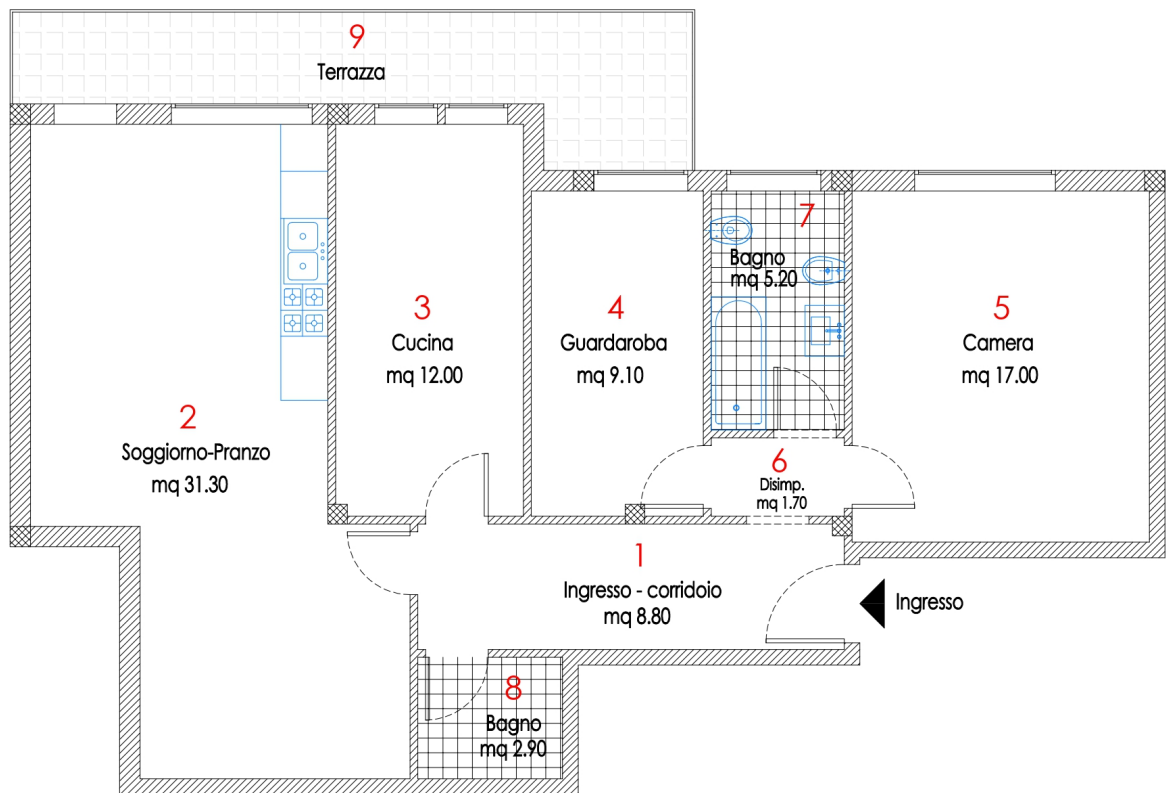 9
Terrazza
7
Bagno
mq 5.20
3
Cucina
mq 12.00
4
Guardaroba
mq 9.10
5
Camera
mq 17.00
2
Soggiorno-Pranzo
mq 31.30
6
Disimp.
mq 1.70
1
Ingresso - corridoio
mq 8.80
Ingresso
8
Bagno
mq 2.90